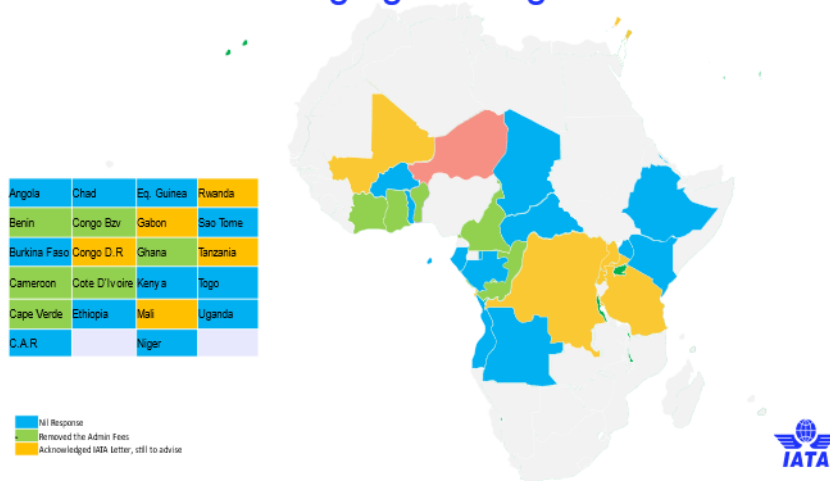 Angola Chad Eq. Guinea Rwanda
Benin Congo Bzv Gabon Sao Tome
Burkina Faso Congo D.R Ghana Tanzania
Cameroon Cote D'Ivoire Kenya Togo
Cape Verde Ethiopia Mali Uganda
C.A.R Niger
Nil Response
Removed the Admin Fees
Acknowledged IATA Letter, still to advise
IATA